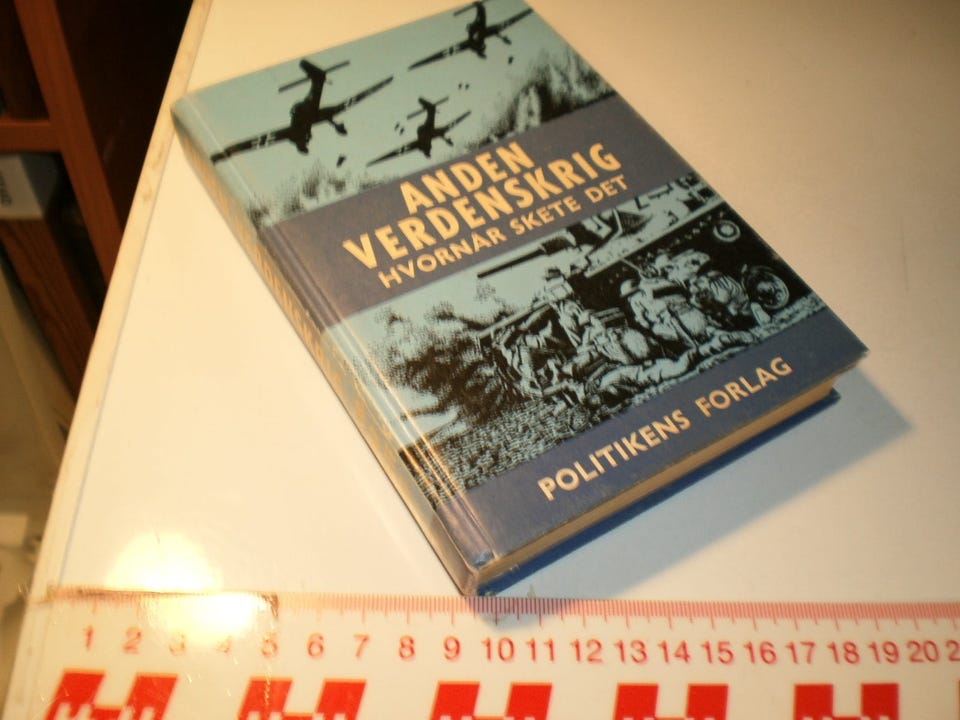 ANDEN
VERDENSKRIG
HVORNAR SKETE DET
POLITIKENS FORLAG
1 2 3 4 5 6 7 8 9 10 11 12 13 14 15 16 17 18 19 20